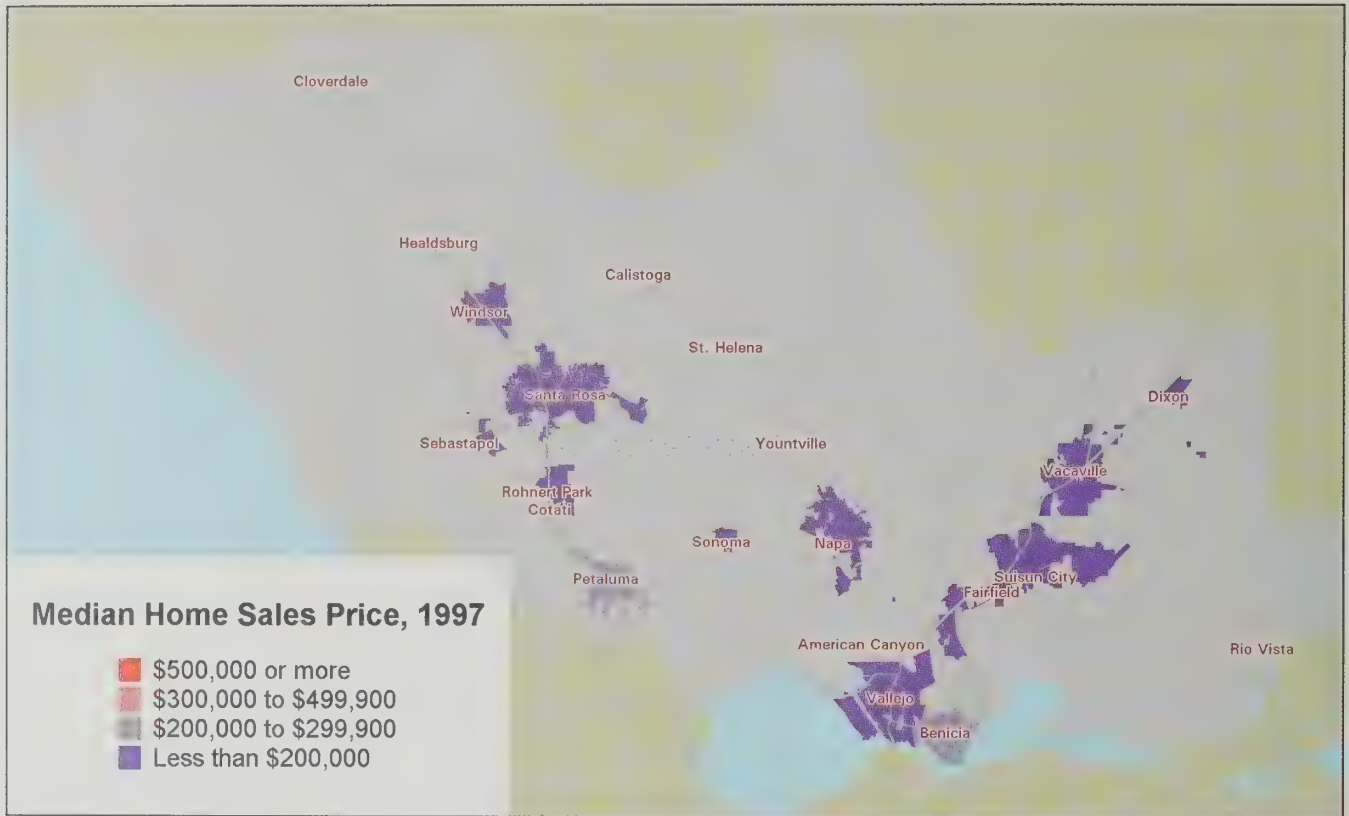 Cloverdale
Healdsburg
Calistoga
Windsor
St. Helena
Santa Rosa
Dixon
Sebastapol
Yountville
Vacaville
Rohnert Park
Cotati
Sonoma
Napa
Petaluma
Suisun City
Fairfield
American Canyon
Rio Vista
Vallejo
Benicia
Median Home Sales Price, 1997
$500,000 or more
$300,000 to $499,900
$200,000 to $299,900
Less than $200,000